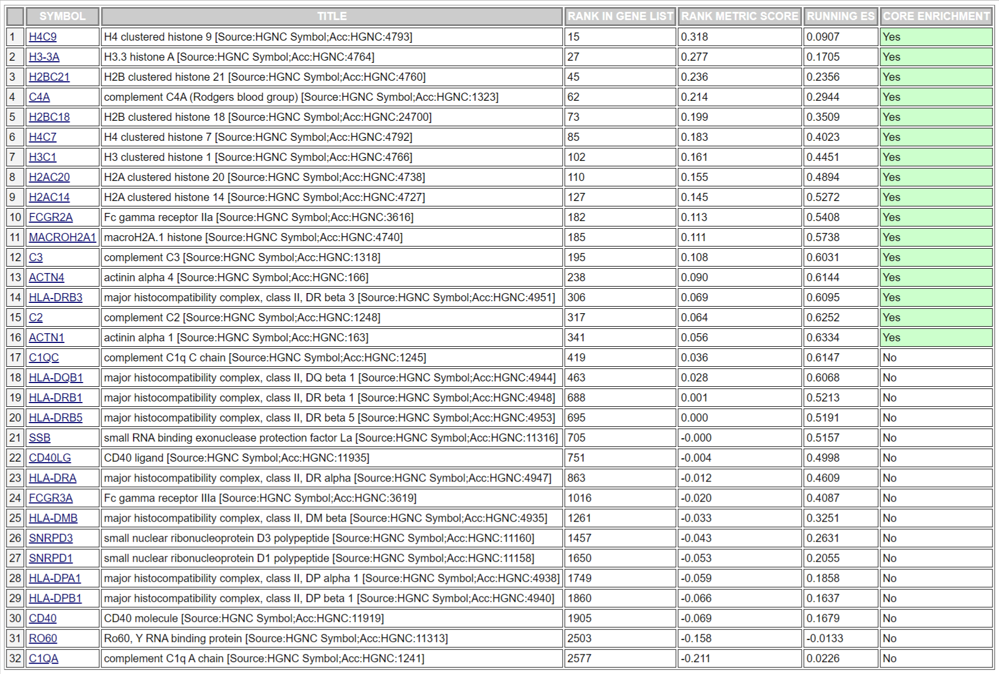 SYMBOL TITLE RANK IN GENE LIST RANK METRIC SCORE RUNNING ES CORE ENRICHMENT
1 H4C9 H4 clustered histone 9 [Source:HGNC Symbol;Acc:HGNC:4793] 15 0.318 0.0907 Yes
2 H3-3A H3.3 histone A [Source:HGNC Symbol;Acc:HGNC:4764] 27 0.277 0.1705 Yes
3 H2BC21 H2B clustered histone 21 [Source:HGNC Symbol;Acc:HGNC:4760] 45 0.236 0.2356 Yes
4 C4A complement C4A (Rodgers blood group) [Source:HGNC Symbol;Acc:HGNC:1323] 62 0.214 0.2944 Yes
5 H2BC18 H2B clustered histone 18 [Source:HGNC Symbol;Acc:HGNC:24700] 73 0.199 0.3509 Yes
6 H4C7 H4 clustered histone 7 [Source:HGNC Symbol;Acc:HGNC:4792] 85 0.183 0.4023 Yes
7 H3C1 H3 clustered histone 1 [Source:HGNC Symbol;Acc:HGNC:4766] 102 0.161 0.4451 Yes
8 H2AC20 H2A clustered histone 20 [Source:HGNC Symbol;Acc:HGNC:4738] 110 0.155 0.4894 Yes
9 H2AC14 H2A clustered histone 14 [Source:HGNC Symbol;Acc:HGNC:4727] 127 0.145 0.5272 Yes
10 FCGR2A Fc gamma receptor IIa [Source:HGNC Symbol;Acc:HGNC:3616] 182 0.113 0.5408 Yes
11 MACROH2A1 macroH2A.1 histone [Source:HGNC Symbol;Acc:HGNC:4740] 185 0.111 0.5738 Yes
12 C3 complement C3 [Source:HGNC Symbol;Acc:HGNC:1318] 195 0.108 0.6031 Yes
13 ACTN4 actinin alpha 4 [Source:HGNC Symbol;Acc:HGNC:166] 238 0.090 0.6144 Yes
14 HLA-DRB3 major histocompatibility complex, class II, DR beta 3 [Source:HGNC Symbol;Acc:HGNC:4951] 306 0.069 0.6095 Yes
15 C2 complement C2 [Source:HGNC Symbol;Acc:HGNC:1248] 317 0.064 0.6252 Yes
16 ACTN1 actinin alpha 1 [Source:HGNC Symbol;Acc:HGNC:163] 341 0.056 0.6334 Yes
17 C1QC complement C1q C chain [Source:HGNC Symbol;Acc:HGNC:1245] 419 0.036 0.6147 No
18 HLA-DQB1 major histocompatibility complex, class II, DQ beta 1 [Source:HGNC Symbol;Acc:HGNC:4944] 463 0.028 0.6068 No
19 HLA-DRB1 major histocompatibility complex, class II, DR beta 1 [Source:HGNC Symbol;Acc:HGNC:4948] 688 0.001 0.5213 No
20 HLA-DRB5 major histocompatibility complex, class II, DR beta 5 [Source:HGNC Symbol;Acc:HGNC:4953] 695 0.000 0.5191 No
21 SSB small RNA binding exonuclease protection factor La [Source:HGNC Symbol;Acc:HGNC:11316] 705 -0.000 0.5157 No
22 CD40LG CD40 ligand [Source:HGNC Symbol;Acc:HGNC:11935] 751 -0.004 0.4998 No
23 HLA-DRA major histocompatibility complex, class II, DR alpha [Source:HGNC Symbol;Acc:HGNC:4947] 863 -0.012 0.4609 No
24 FCGR3A Fc gamma receptor IIIa [Source:HGNC Symbol;Acc:HGNC:3619] 1016 -0.020 0.4087 No
25 HLA-DMB major histocompatibility complex, class II, DM beta [Source:HGNC Symbol;Acc:HGNC:4935] 1261 -0.033 0.3251 No
26 SNRPD3 small nuclear ribonucleoprotein D3 polypeptide [Source:HGNC Symbol;Acc:HGNC:11160] 1457 -0.043 0.2631 No
27 SNRPD1 small nuclear ribonucleoprotein D1 polypeptide [Source:HGNC Symbol;Acc:HGNC:11158] 1650 -0.053 0.2055 No
28 HLA-DPA1 major histocompatibility complex, class II, DP alpha 1 [Source:HGNC Symbol;Acc:HGNC:4938] 1749 -0.059 0.1858 No
29 HLA-DPB1 major histocompatibility complex, class II, DP beta 1 [Source:HGNC Symbol;Acc:HGNC:4940] 1860 -0.066 0.1637 No
30 CD40 CD40 molecule [Source:HGNC Symbol;Acc:HGNC:11919] 1905 -0.069 0.1679 No
31 RO60 Ro60, Y RNA binding protein [Source:HGNC Symbol;Acc:HGNC:11313] 2503 -0.158 -0.0133 No
32 C1QA complement C1q A chain [Source:HGNC Symbol;Acc:HGNC:1241] 2577 -0.211 0.0226 No